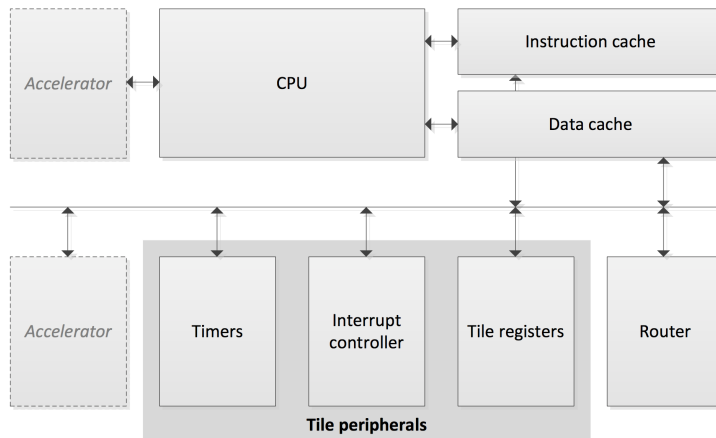 Accelerator
CPU
Instruction cache
Data cache
Accelerator
Timers
Interrupt
controller
Tile registers
Router
Tile peripherals